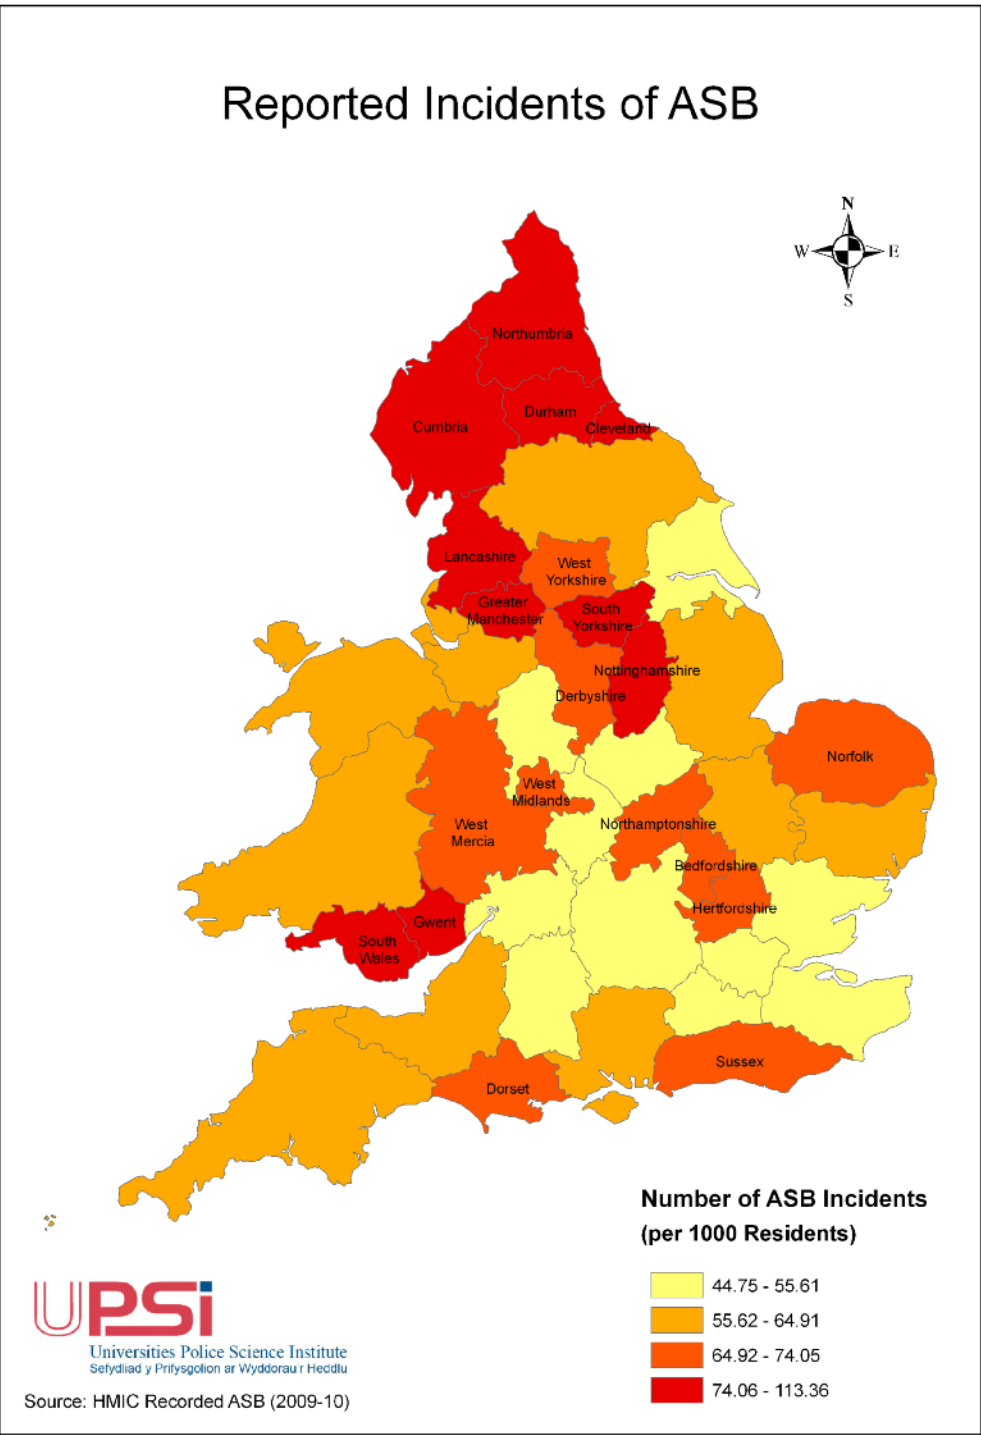 Reported Incidents of ASB
N
W
E
S
Northumbria
Durham
Cleveland
Cumbria
Lancashire
West
Yorkshire
Greater
Manchester
South
Yorkshire
Nottinghamshire
Derbyshire
Norfolk
West
Midlands
West
Mercia
Northamptonshire
Bedfordshire
Hertfordshire
Gwent
South
Wales
Sussex
Dorset
Number of ASB Incidents
(per 1000 Residents)
44.75 - 55.61
55.62 - 64.91
64.92 - 74.05
74.06 - 113.36
UPSi
Universities Police Science Institute
Sefydliad y Prifysgolion ar Wyddorau'r Heddlu
Source: HMIC Recorded ASB (2009-10)